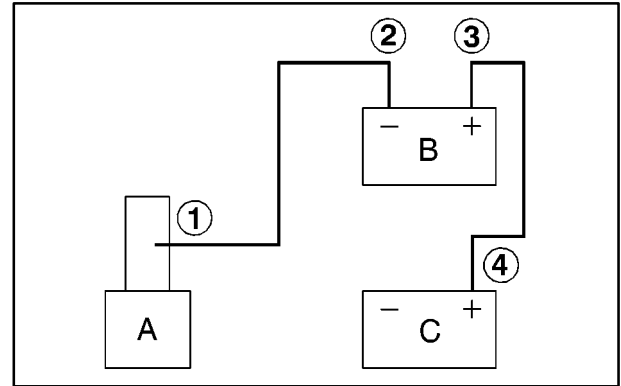 ② ③
− +
B
①
④
− +
A C